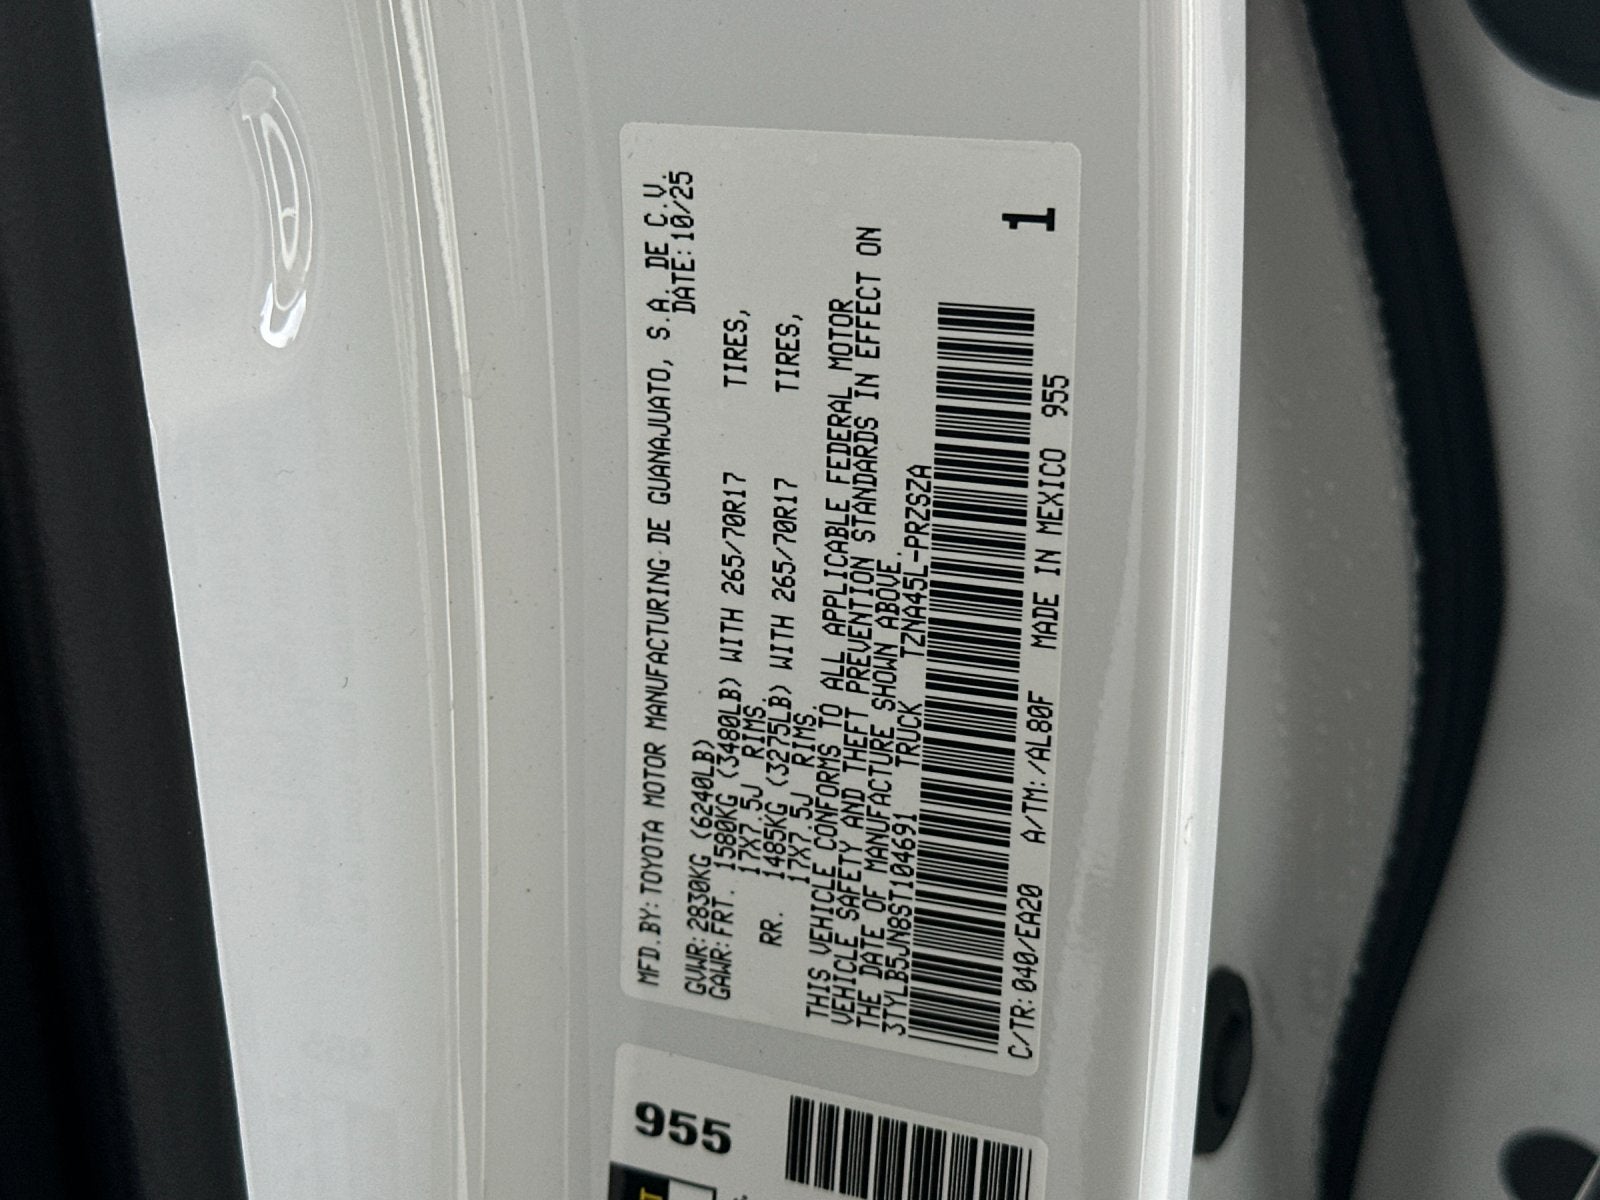 MFD.BY:TOYOTA MOTOR MANUFACTURING DE GUANAJUATO, S.A. DE C.V.
DATE:10/25
GVWR:2830KG (6240LB)
GAWR:FRT. 1580KG (3480LB) WITH 265/70R17 TIRES,
17X7.5J RIMS.
RR. 1485KG (3275LB) WITH 265/70R17 TIRES,
17X7.5J RIMS.
THIS VEHICLE CONFORMS TO ALL APPLICABLE FEDERAL MOTOR
VEHICLE SAFETY AND THEFT PREVENTION STANDARDS IN EFFECT ON
THE DATE OF MANUFACTURE SHOWN ABOVE.
3TYLB5JN8ST104691 TRUCK TZNA45L-PRZSZA
1
C/TR:040/EA20 A/TM:/AL80F MADE IN MEXICO 955
955